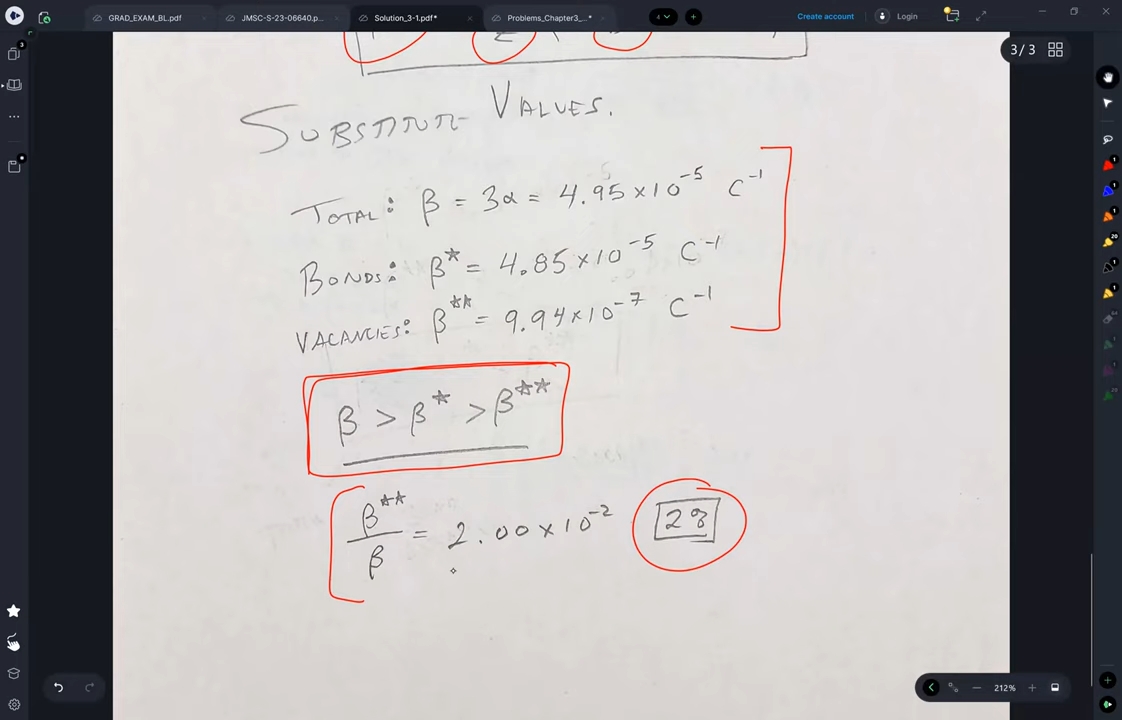 GRAD_EXAM_BL.pdf
JMSC-S-23-06640.p...
Solution_3-1.pdf*
Problems_Chapter3_...*
4
Create account
Login
3/3
SUBSTITUTE VALUES.
TOTAL: β = 3α = 4.95×10⁻⁵ C⁻¹
BONDS: β* = 4.85×10⁻⁵ C⁻¹
VACANCIES: β** = 9.94×10⁻⁷ C⁻¹
β > β* > β**
β**/β = 2.00×10⁻² 2%
212%